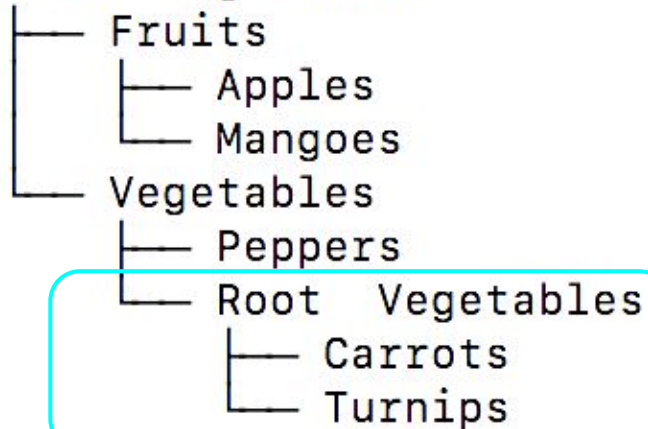 Fruits
Apples
Mangoes
Vegetables
Peppers
Root Vegetables
Carrots
Turnips